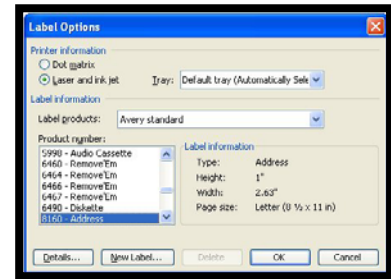 Label Options
Printer information
Dot matrix
Laser and ink jet Tray: Default tray (Automatically Sele
Label information
Label products: Avery standard
Product number:
5998 - Audio Cassette
6460 - Remove'Em
6464 - Remove'Em
6466 - Remove'Em
6467 - Remove'Em
6490 - Diskette
8160 - Address
Label information
Type: Address
Height: 1"
Width: 2.63"
Page size: Letter (8 ½ x 11 in)
Details... New Label... Delete OK Cancel